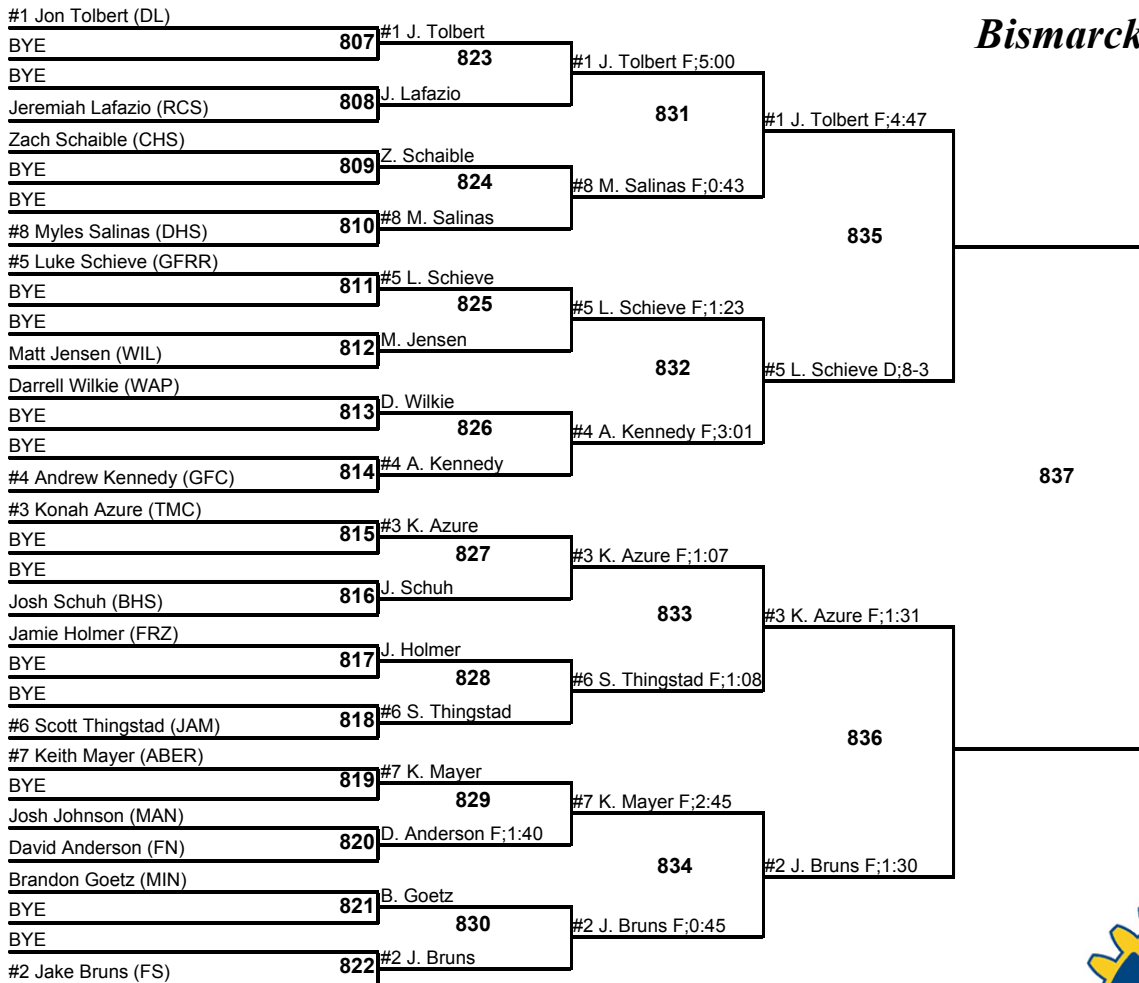 #1 Jon Tolbert (DL)
BYE
BYE
Jeremiah Lafazio (RCS)
Zach Schaible (CHS)
BYE
BYE
#8 Myles Salinas (DHS)
#5 Luke Schieve (GFRR)
BYE
BYE
Matt Jensen (WIL)
Darrell Wilkie (WAP)
BYE
BYE
#4 Andrew Kennedy (GFC)
#3 Konah Azure (TMC)
BYE
BYE
Josh Schuh (BHS)
Jamie Holmer (FRZ)
BYE
BYE
#6 Scott Thingstad (JAM)
#7 Keith Mayer (ABER)
BYE
Josh Johnson (MAN)
David Anderson (FN)
Brandon Goetz (MIN)
BYE
BYE
#2 Jake Bruns (FS)
807
808
809
810
811
812
813
814
815
816
817
818
819
820
821
822
#1 J. Tolbert
823
J. Lafazio
Z. Schaible
824
#8 M. Salinas
#5 L. Schieve
825
M. Jensen
D. Wilkie
826
#4 A. Kennedy
#3 K. Azure
827
J. Schuh
J. Holmer
828
#6 S. Thingstad
#7 K. Mayer
829
D. Anderson F;1:40
B. Goetz
830
#2 J. Bruns
#1 J. Tolbert F;5:00
831
#8 M. Salinas F;0:43
#5 L. Schieve F;1:23
832
#4 A. Kennedy F;3:01
#3 K. Azure F;1:07
833
#6 S. Thingstad F;1:08
#7 K. Mayer F;2:45
834
#2 J. Bruns F;0:45
#1 J. Tolbert F;4:47
835
#5 L. Schieve D;8-3
#3 K. Azure F;1:31
836
#2 J. Bruns F;1:30
837
Bismarck